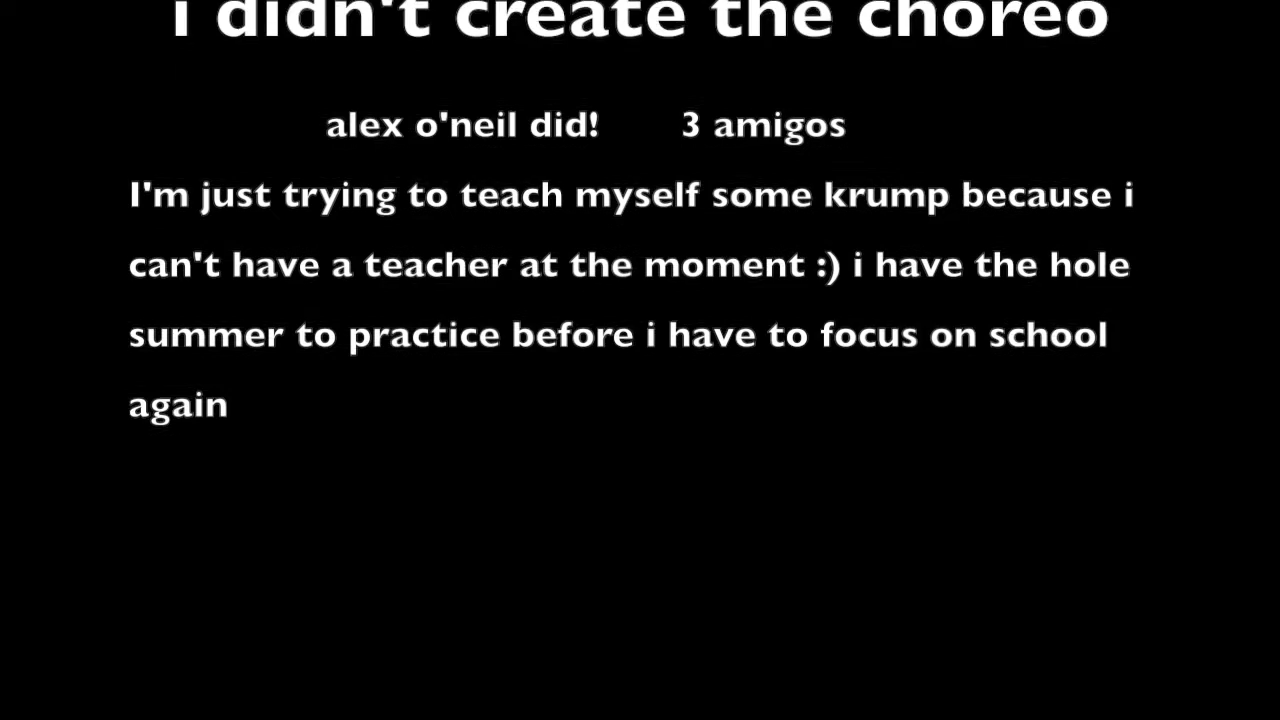 i didn't create the choreo
alex o'neil did! 3 amigos
I'm just trying to teach myself some krump because i
can't have a teacher at the moment :) i have the hole
summer to practice before i have to focus on school
again